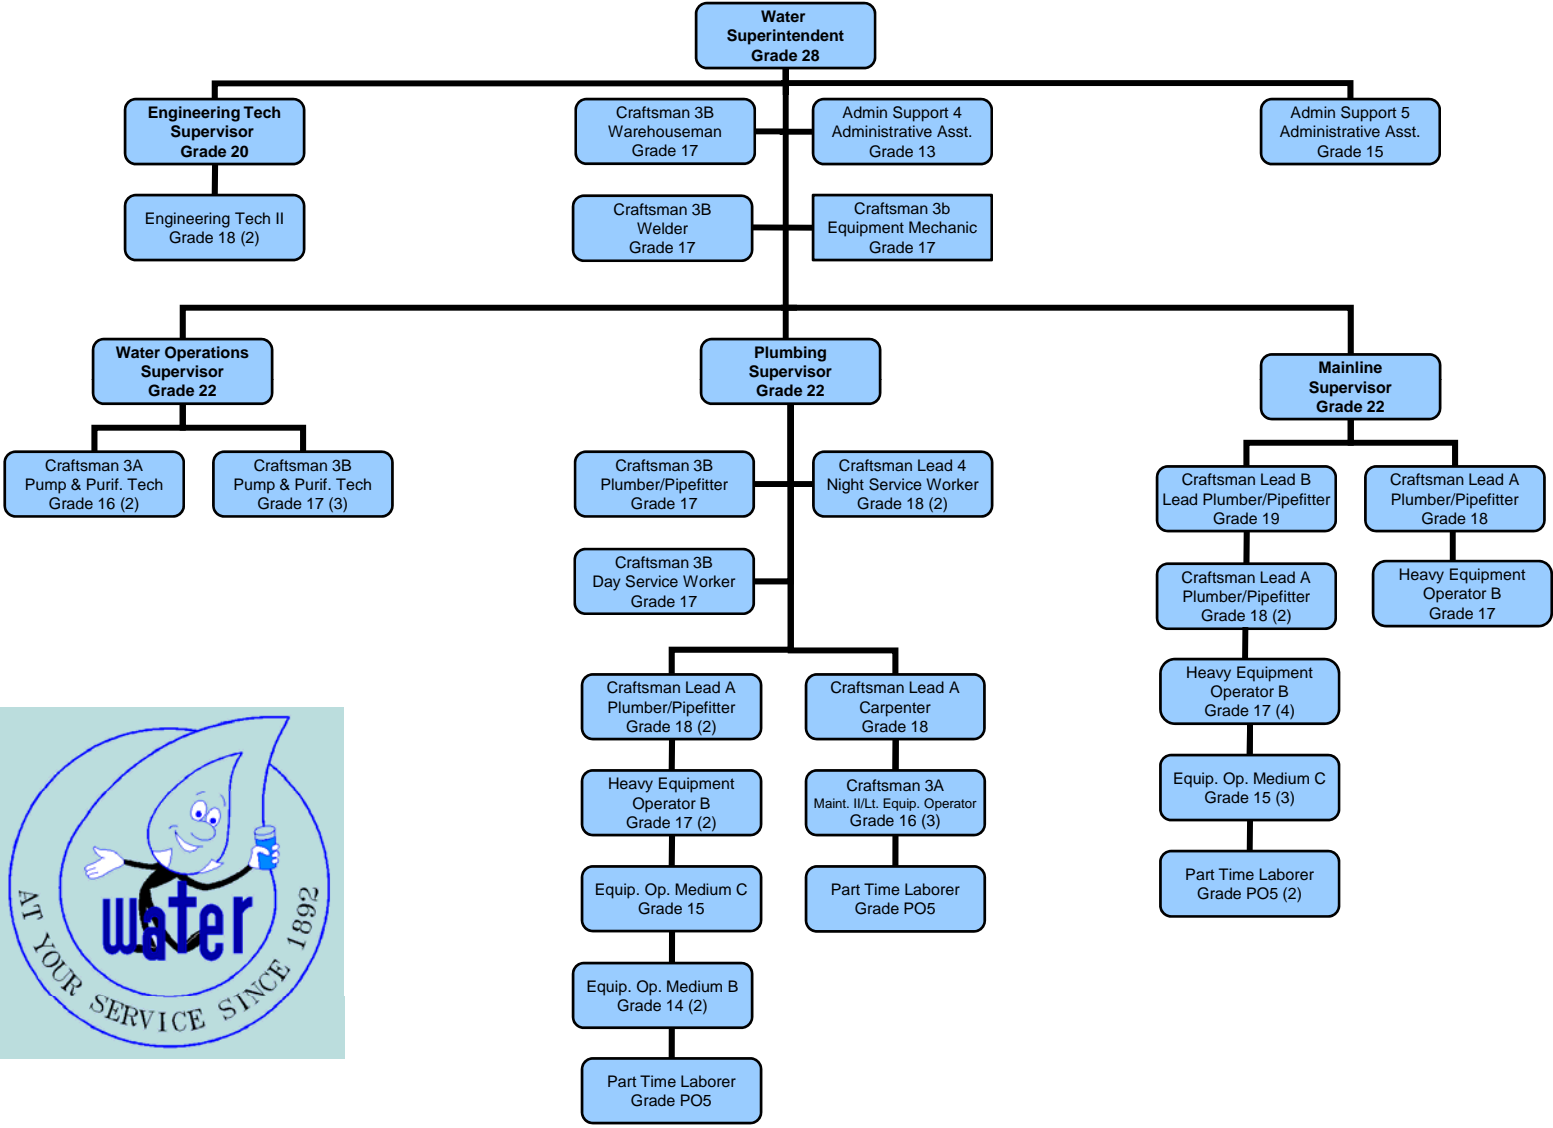 Water
Superintendent
Grade 28
Engineering Tech
Supervisor
Grade 20
Craftsman 3B
Warehouseman
Grade 17
Admin Support 4
Administrative Asst.
Grade 13
Admin Support 5
Administrative Asst.
Grade 15
Engineering Tech II
Grade 18 (2)
Craftsman 3B
Welder
Grade 17
Craftsman 3b
Equipment Mechanic
Grade 17
Water Operations
Supervisor
Grade 22
Plumbing
Supervisor
Grade 22
Mainline
Supervisor
Grade 22
Craftsman 3A
Pump & Purif. Tech
Grade 16 (2)
Craftsman 3B
Pump & Purif. Tech
Grade 17 (3)
Craftsman 3B
Plumber/Pipefitter
Grade 17
Craftsman Lead 4
Night Service Worker
Grade 18 (2)
Craftsman 3B
Day Service Worker
Grade 17
Craftsman Lead A
Plumber/Pipefitter
Grade 18 (2)
Heavy Equipment
Operator B
Grade 17 (2)
Equip. Op. Medium C
Grade 15
Equip. Op. Medium B
Grade 14 (2)
Part Time Laborer
Grade PO5
Craftsman Lead A
Carpenter
Grade 18
Craftsman 3A
Maint. II/Lt. Equip. Operator
Grade 16 (3)
Part Time Laborer
Grade PO5
Craftsman Lead B
Lead Plumber/Pipefitter
Grade 19
Craftsman Lead A
Plumber/Pipefitter
Grade 18 (2)
Heavy Equipment
Operator B
Grade 17 (4)
Equip. Op. Medium C
Grade 15 (3)
Part Time Laborer
Grade PO5 (2)
Craftsman Lead A
Plumber/Pipefitter
Grade 18
Heavy Equipment
Operator B
Grade 17
water
AT YOUR SERVICE SINCE 1892